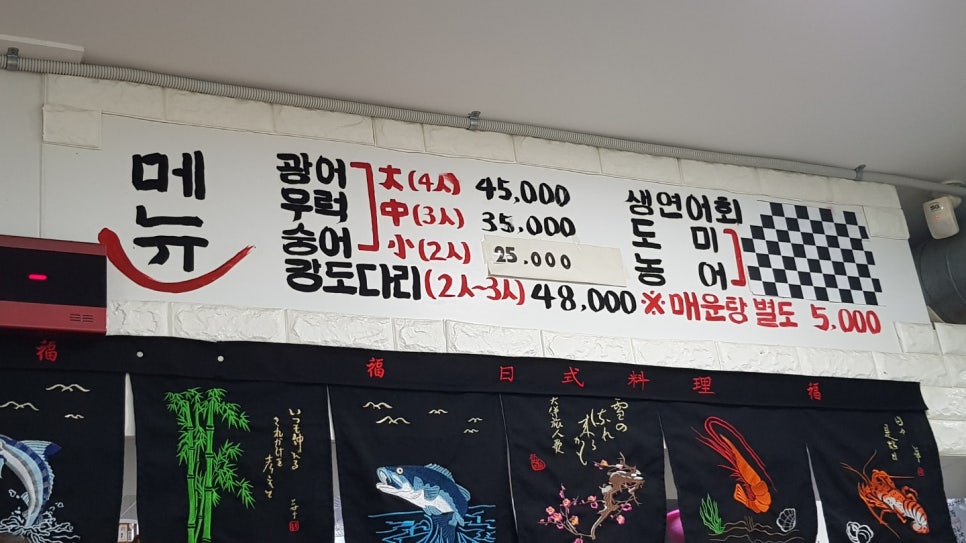 메뉴
광어 大(4人) 45,000
우럭 中(3人) 35,000
숭어 小(2人) 25.000
강도다리(2人~3人) 48,000
생연어회
도미
농어
※매운탕 별도 5,000
福 福 日式料理 福